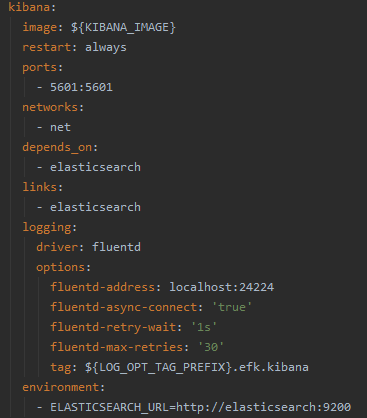 kibana:
image: ${KIBANA_IMAGE}
restart: always
ports:
- 5601:5601
networks:
- net
depends_on:
- elasticsearch
links:
- elasticsearch
logging:
driver: fluentd
options:
fluentd-address: localhost:24224
fluentd-async-connect: 'true'
fluentd-retry-wait: '1s'
fluentd-max-retries: '30'
tag: ${LOG_OPT_TAG_PREFIX}.efk.kibana
environment:
- ELASTICSEARCH_URL=http://elasticsearch:9200